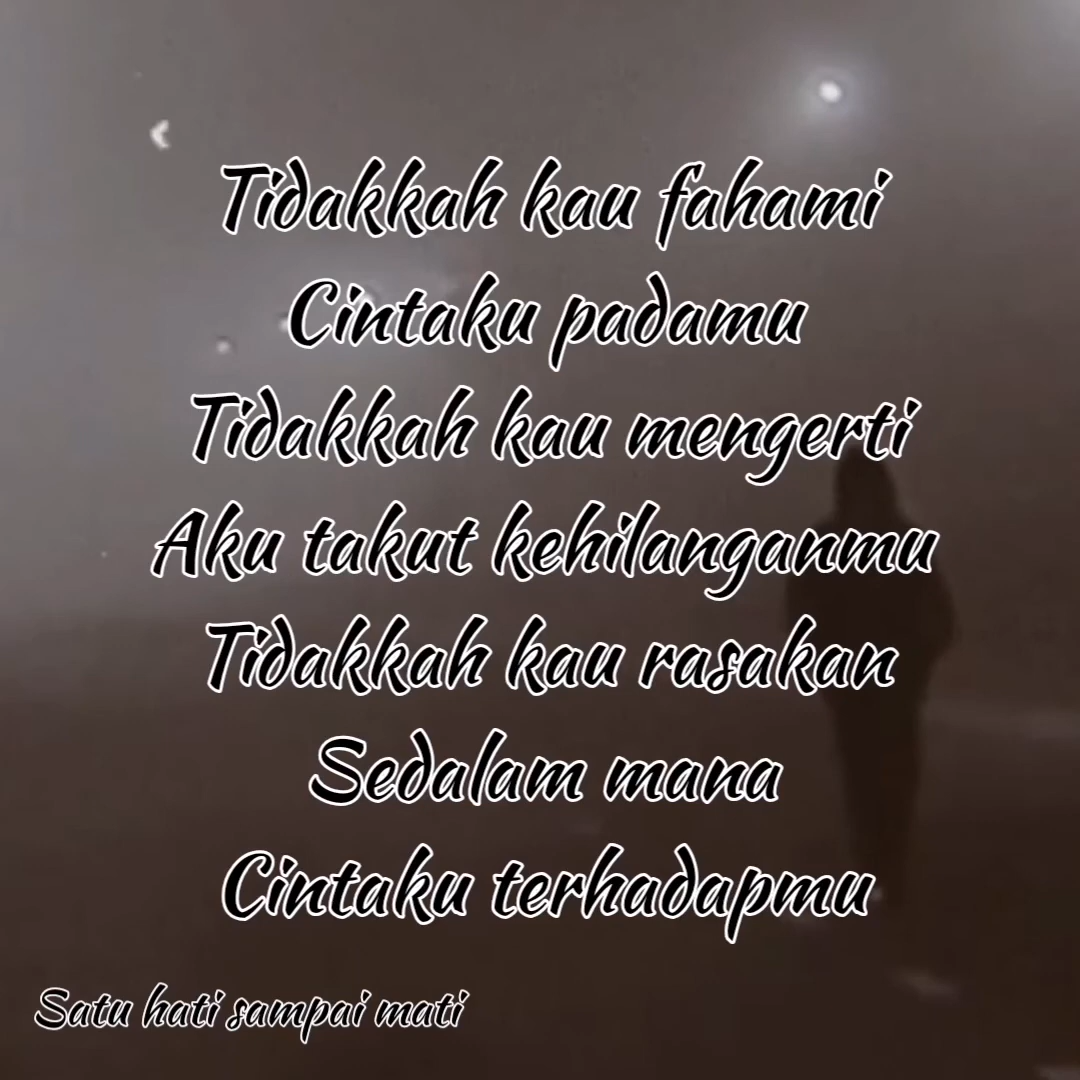 Tidakkah kau fahami
Cintaku padamu
Tidakkah kau mengerti
Aku takut kehilanganmu
Tidakkah kau rasakan
Sedalam mana
Cintaku terhadapmu
Satu hati sampai mati